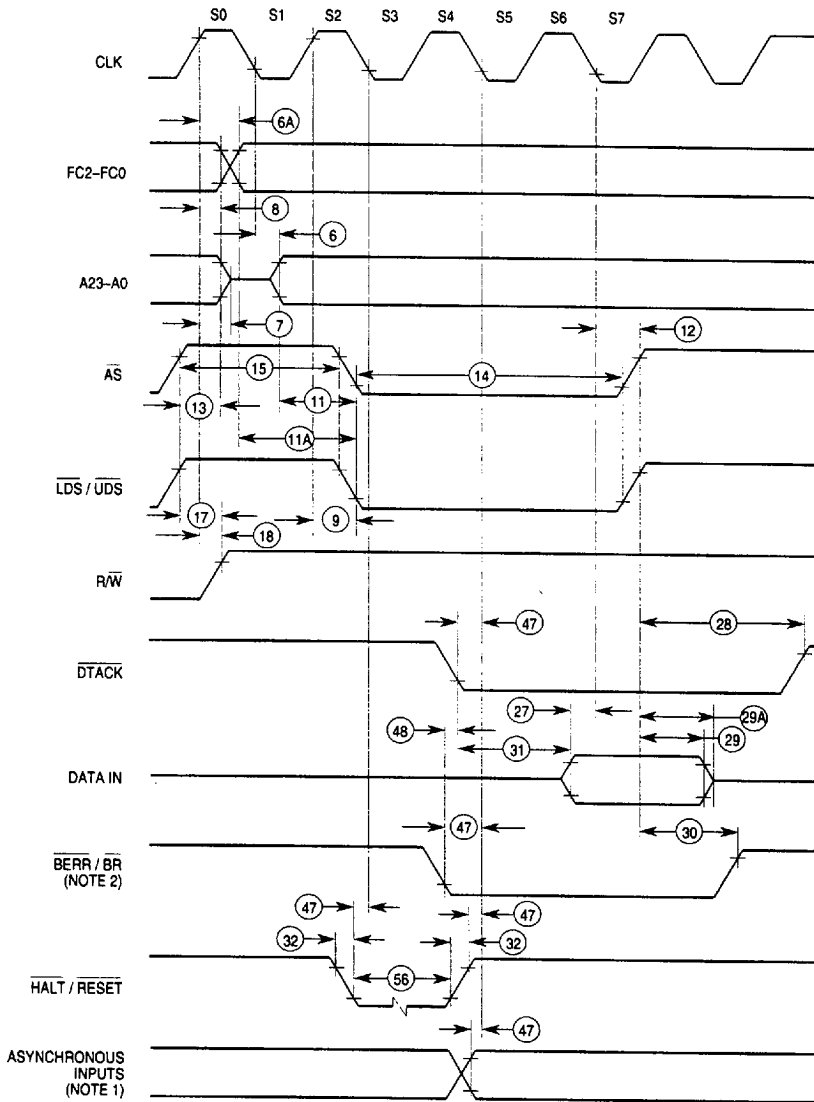 S0 S1 S2 S3 S4 S5 S6 S7
CLK
6A
FC2–FC0
8
6
A23–A0
7
12
AS
15
14
13
11
11A
LDS / UDS
17
9
18
R/W
47
28
DTACK
27
29A
48
29
31
DATA IN
47
30
BERR / BR
(NOTE 2)
47
47
32
32
56
HALT / RESET
47
ASYNCHRONOUS
INPUTS
(NOTE 1)